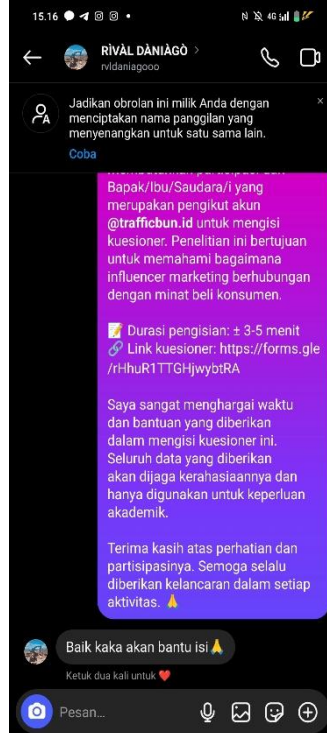 15.16
4G
RÌVÀL DÀNÌÀGÒ >
rvldaniagooo
Jadikan obrolan ini milik Anda dengan
menciptakan nama panggilan yang
menyenangkan untuk satu sama lain.
Coba
Bapak/Ibu/Saudara/i yang
merupakan pengikut akun
@trafficbun.id untuk mengisi
kuesioner. Penelitian ini bertujuan
untuk memahami bagaimana
influencer marketing berhubungan
dengan minat beli konsumen.
📝 Durasi pengisian: ± 3-5 menit
🔗 Link kuesioner: https://forms.gle
/rHhuR1TTGHjwybtRA
Saya sangat menghargai waktu
dan bantuan yang diberikan
dalam mengisi kuesioner ini.
Seluruh data yang diberikan
akan dijaga kerahasiaannya dan
hanya digunakan untuk keperluan
akademik.
Terima kasih atas perhatian dan
partisipasinya. Semoga selalu
diberikan kelancaran dalam setiap
aktivitas. 🙏
Baik kaka akan bantu isi🙏
Ketuk dua kali untuk ❤️
Pesan...